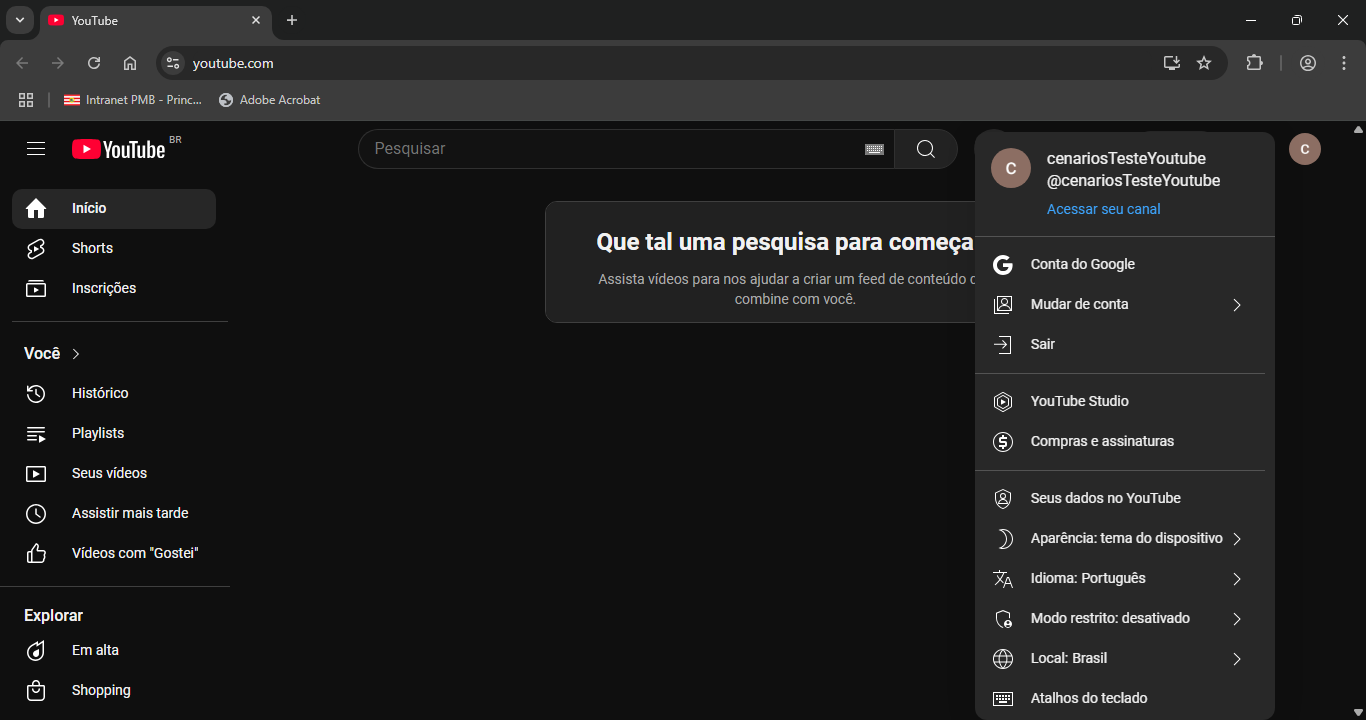 YouTube
youtube.com
Intranet PMB - Princ...
Adobe Acrobat
YouTube BR
Pesquisar
C
Início
Shorts
Inscrições
Você
Histórico
Playlists
Seus vídeos
Assistir mais tarde
Vídeos com "Gostei"
Explorar
Em alta
Shopping
Que tal uma pesquisa para começa
Assista vídeos para nos ajudar a criar um feed de conteúdo
combine com você.
C
cenariosTesteYoutube
@cenariosTesteYoutube
Acessar seu canal
Conta do Google
Mudar de conta
Sair
YouTube Studio
Compras e assinaturas
Seus dados no YouTube
Aparência: tema do dispositivo
Idioma: Português
Modo restrito: desativado
Local: Brasil
Atalhos do teclado